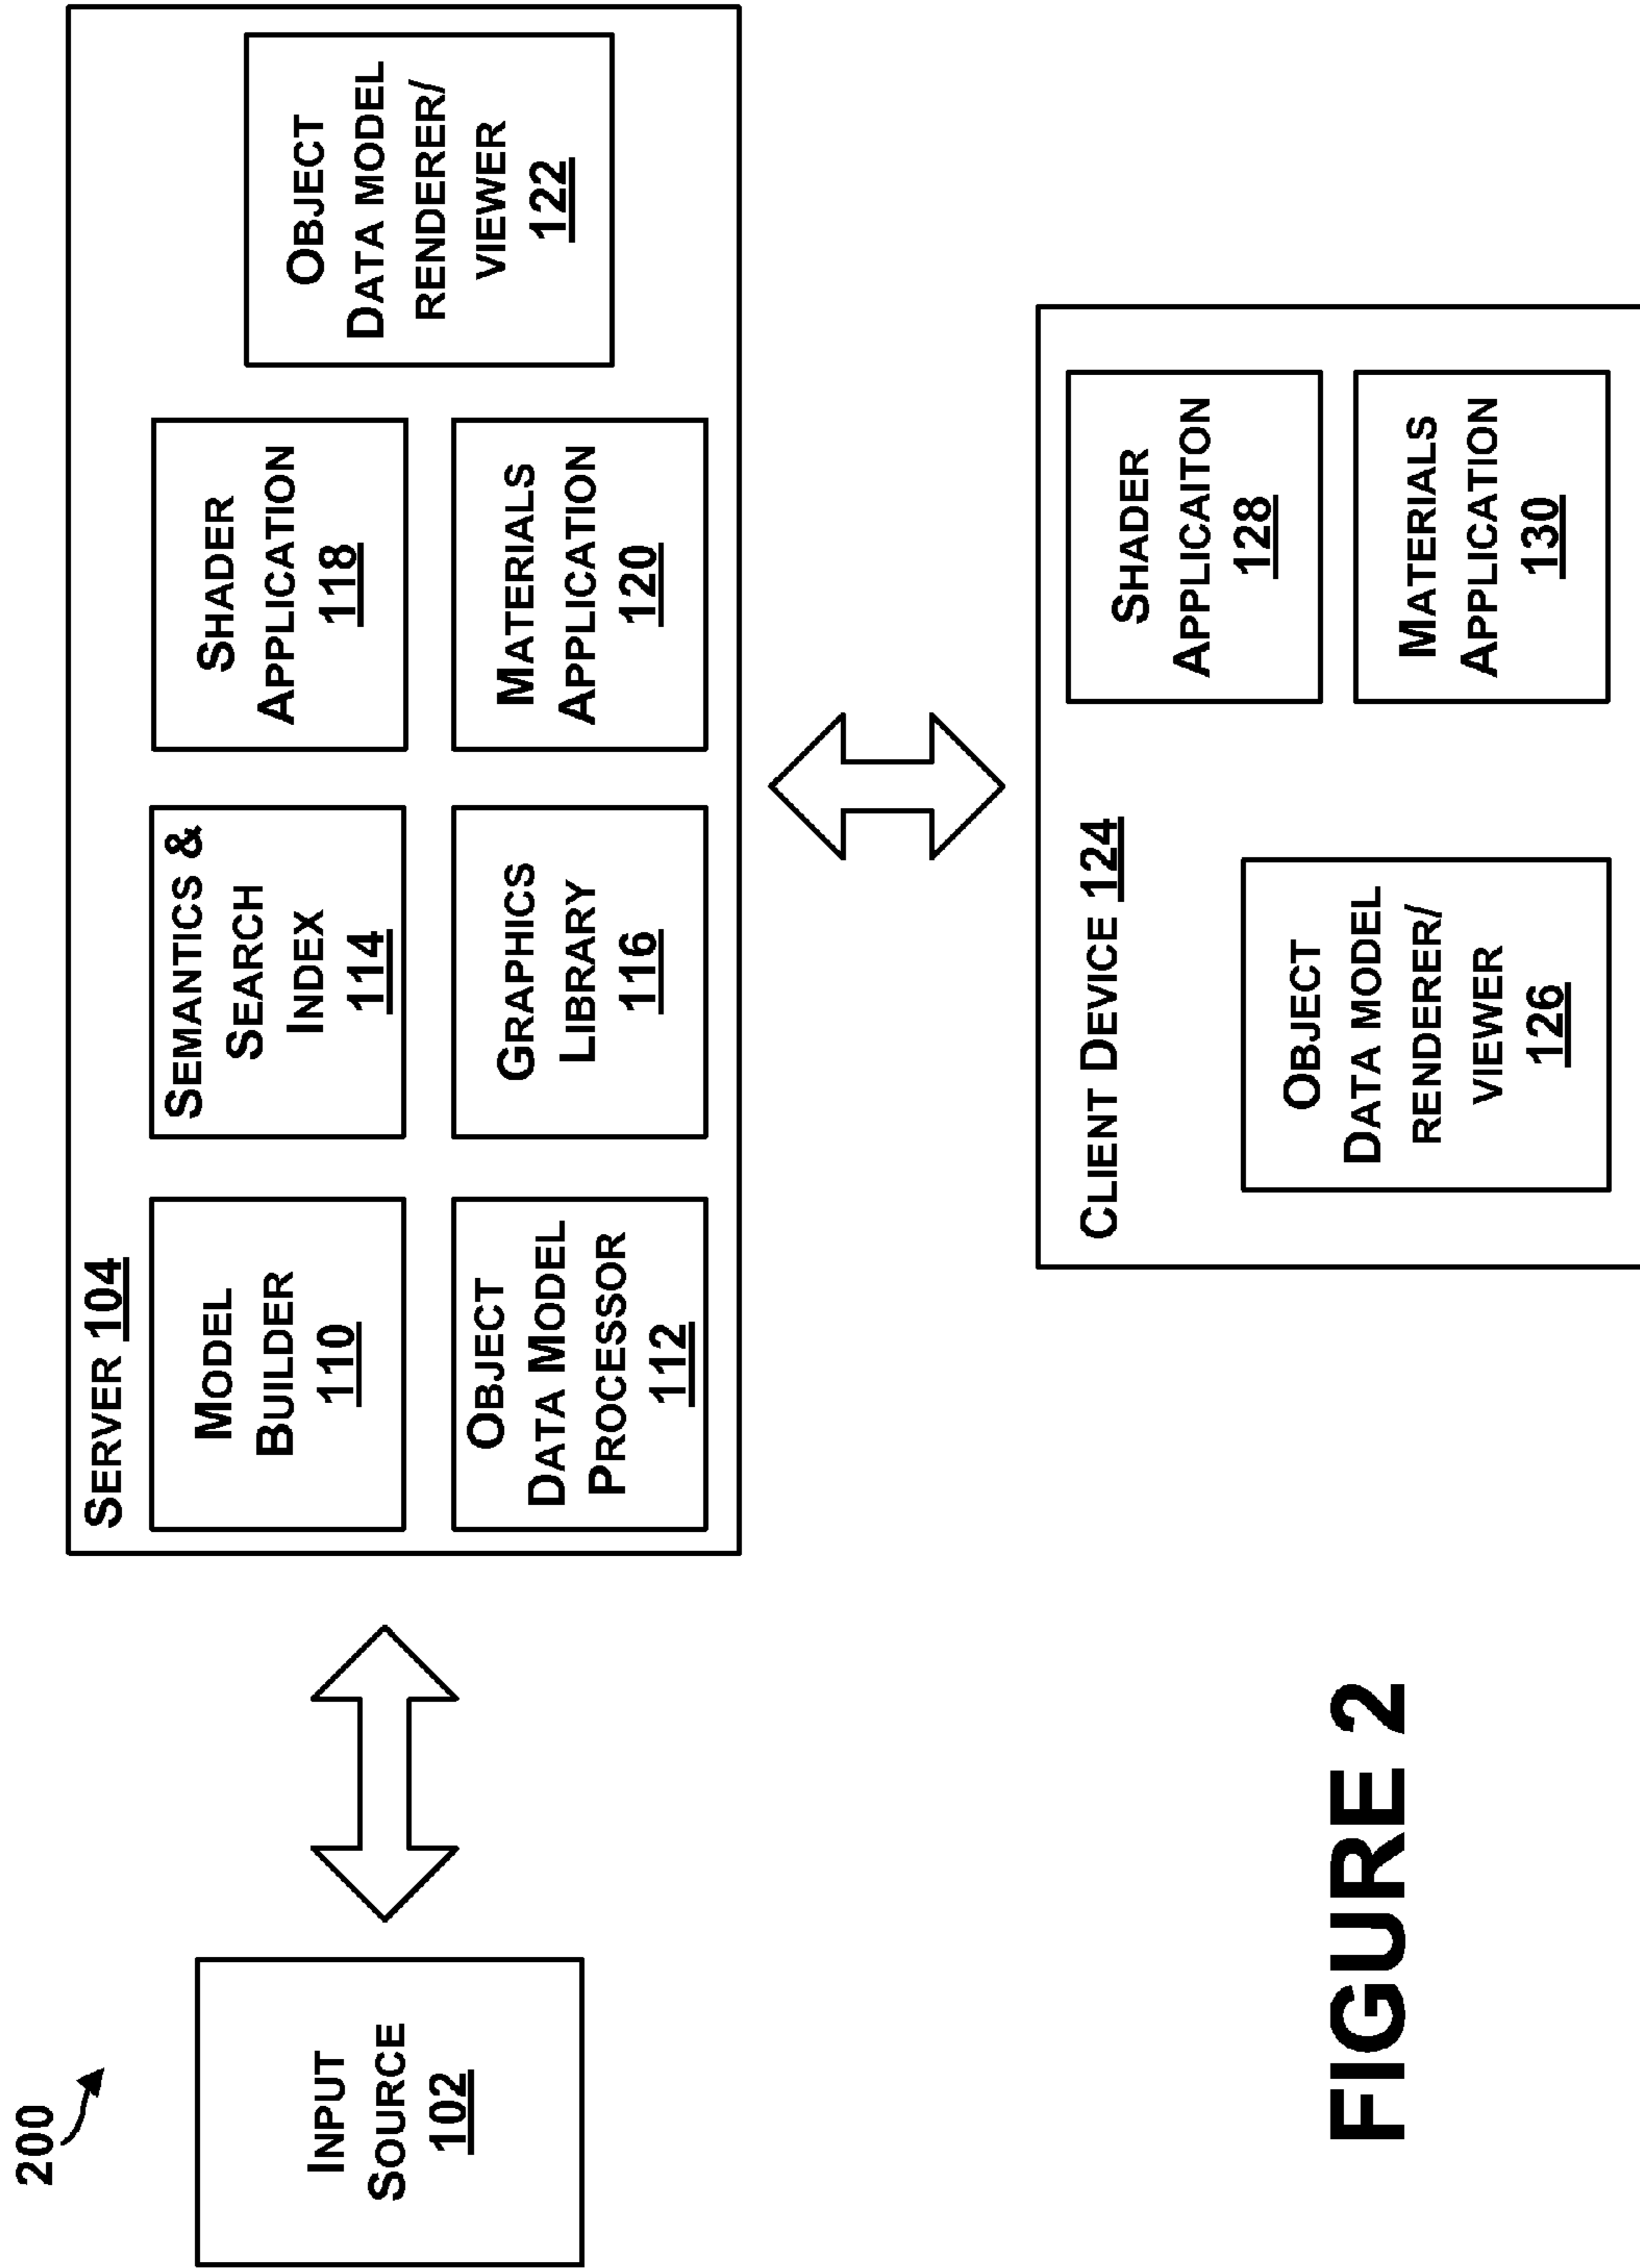 200
INPUT
SOURCE
102
SERVER 104
MODEL
BUILDER
110
OBJECT
DATA MODEL
PROCESSOR
112
SEMANTICS &
SEARCH
INDEX
114
GRAPHICS
LIBRARY
116
SHADER
APPLICATION
118
MATERIALS
APPLICATION
120
OBJECT
DATA MODEL
RENDERER/
VIEWER
122
CLIENT DEVICE 124
OBJECT
DATA MODEL
RENDERER/
VIEWER
126
SHADER
APPLICAITON
128
MATERIALS
APPLICATION
130
FIGURE 2